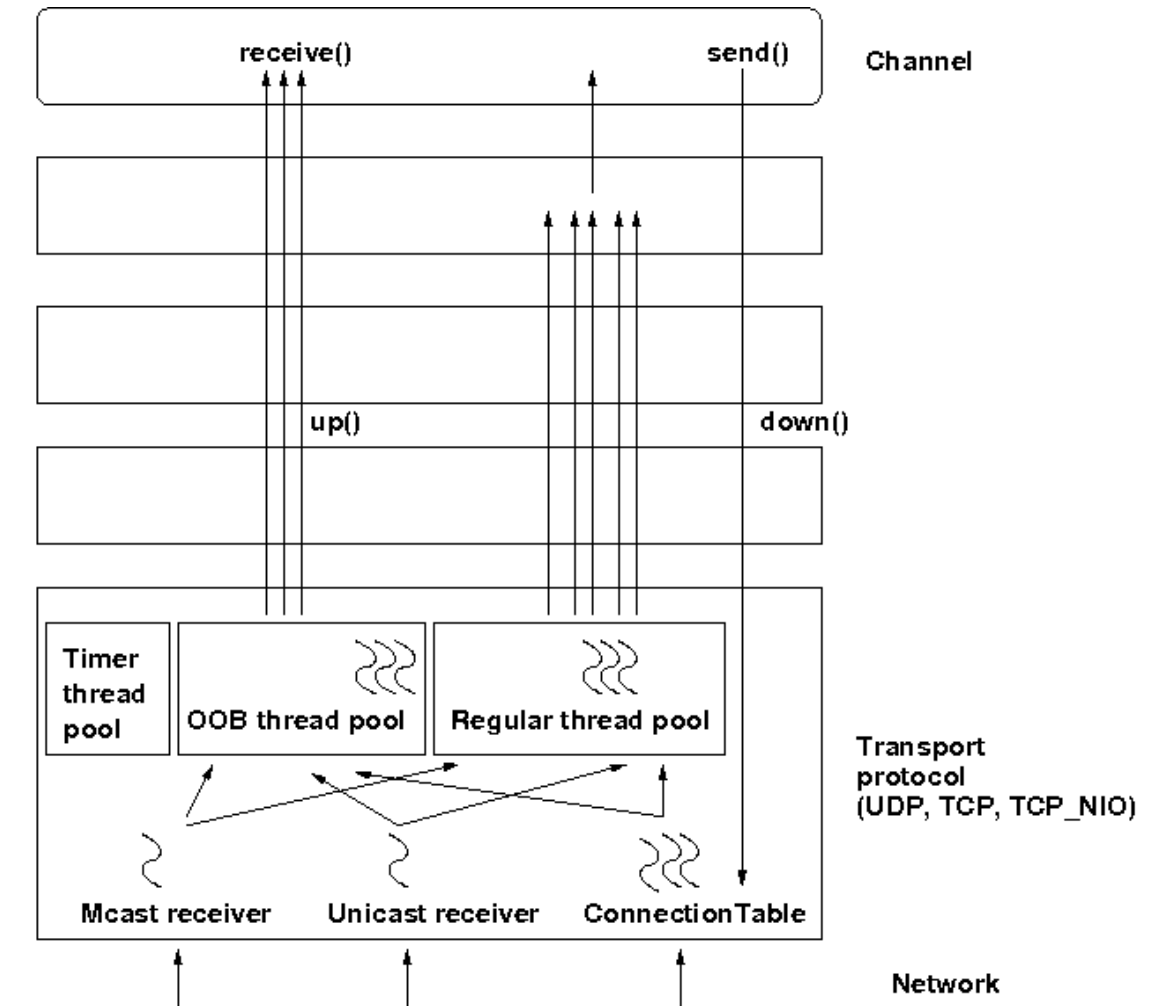 receive()
send()
Channel
up()
down()
Timer
thread
pool
OOB thread pool
Regular thread pool
Transport
protocol
(UDP, TCP, TCP_NIO)
Mcast receiver
Unicast receiver
ConnectionTable
Network